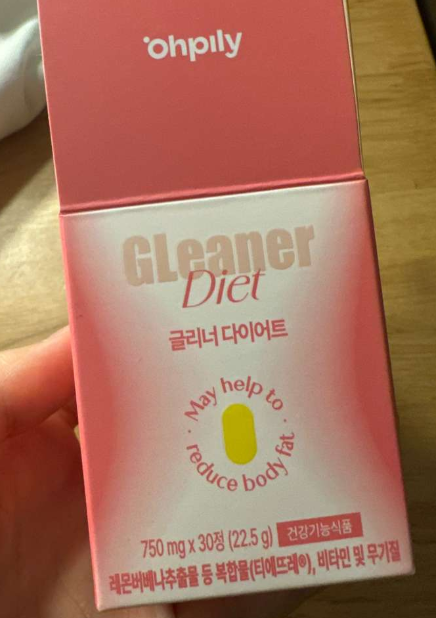 Ohpily
GLeaner
Diet
글리너 다이어트
· May help to ·
reduce body fat
750 mg x 30정 (22.5 g) 건강기능식품
레몬버베나추출물 등 복합물(티에뜨레®), 비타민 및 무기질